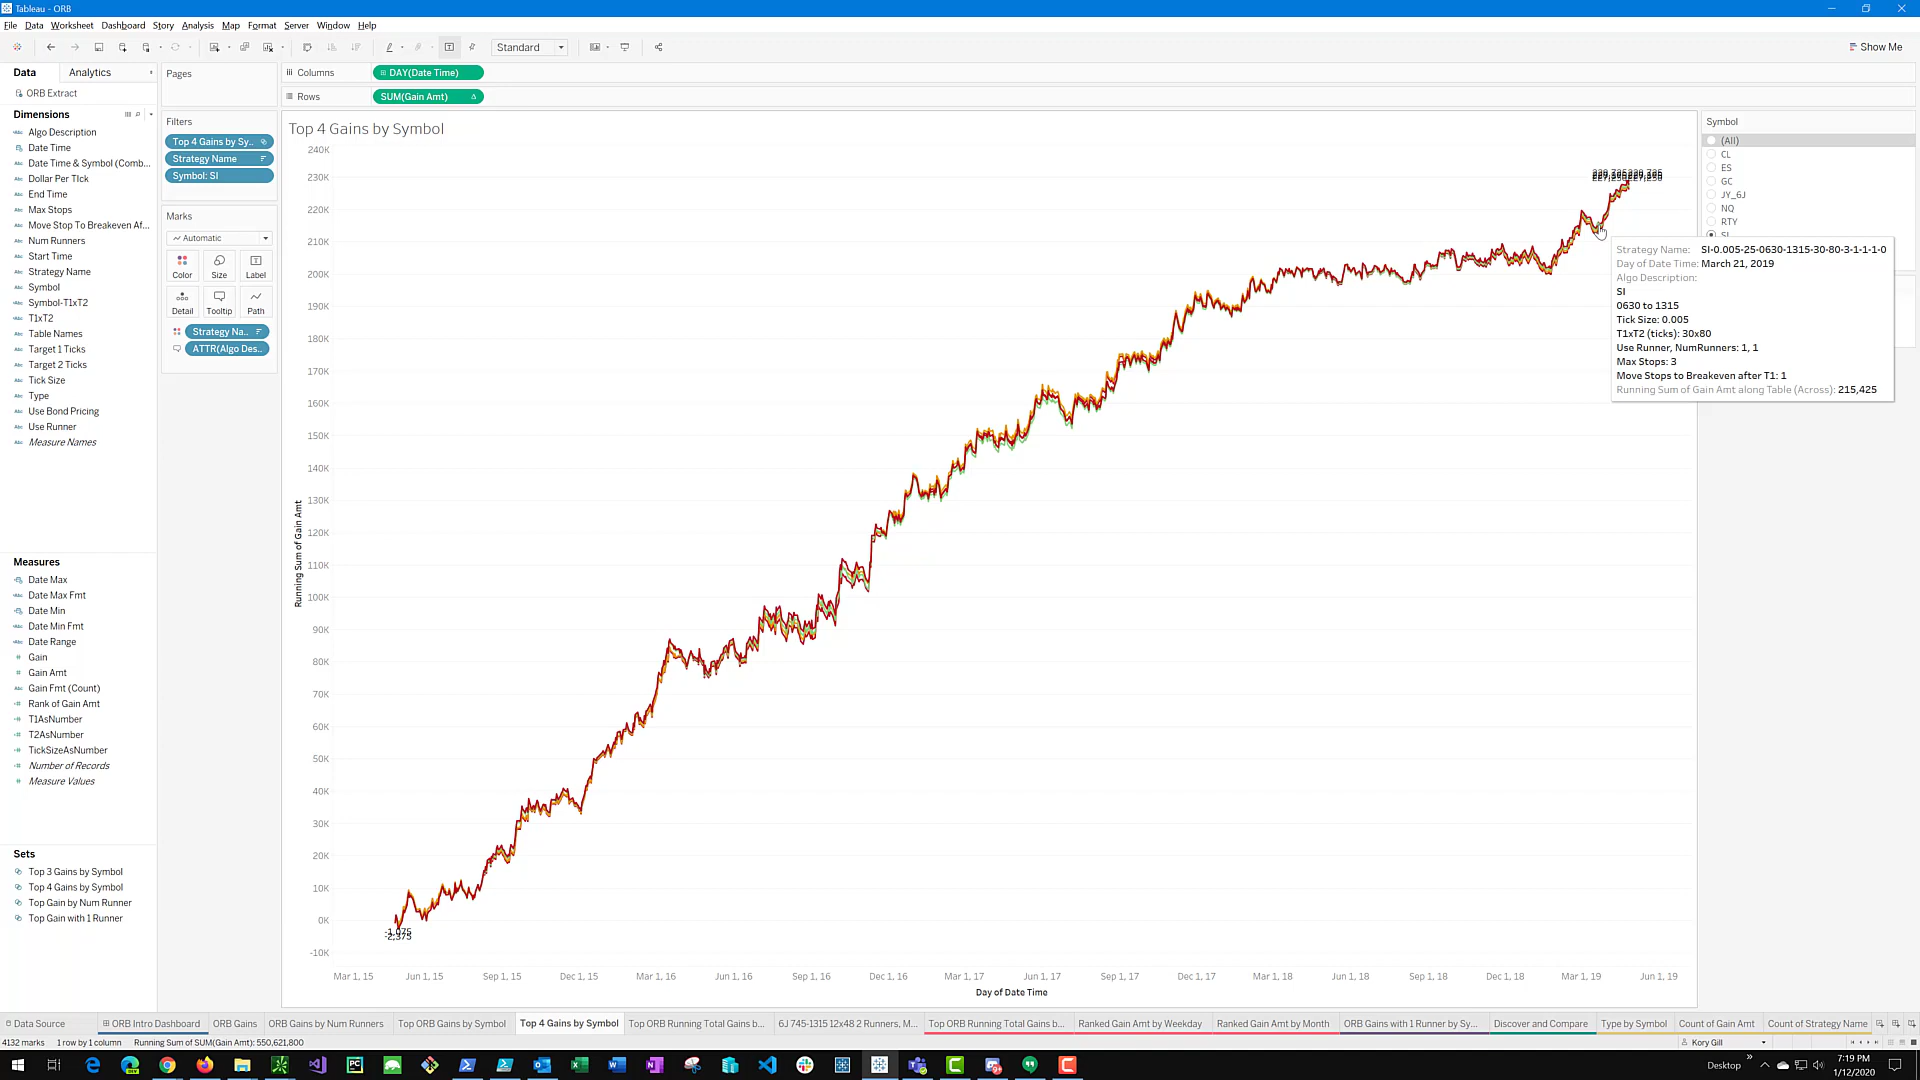 Tableau - ORB
File Data Worksheet Dashboard Story Analysis Map Format Server Window Help
Standard
Show Me
Data Analytics
ORB Extract
Dimensions
Algo Description
Date Time
Date Time & Symbol (Comb...
Dollar Per Tick
End Time
Max Stops
Move Stop To Breakeven Af...
Num Runners
Start Time
Strategy Name
Symbol
Symbol-T1xT2
T1xT2
Table Names
Target 1 Ticks
Target 2 Ticks
Tick Size
Type
Use Bond Pricing
Use Runner
Measure Names
Measures
Date Max
Date Max Fmt
Date Min
Date Min Fmt
Date Range
Gain
Gain Amt
Gain Fmt (Count)
Rank of Gain Amt
T1AsNumber
T2AsNumber
TickSizeAsNumber
Number of Records
Measure Values
Sets
Top 3 Gains by Symbol
Top 4 Gains by Symbol
Top Gain by Num Runner
Top Gain with 1 Runner
Pages
Filters
Top 4 Gains by Sy..
Strategy Name
Symbol: SI
Marks
Automatic
Color Size Label
Detail Tooltip Path
Strategy Na..
ATTR(Algo Des..
Columns DAY(Date Time)
Rows SUM(Gain Amt)
Top 4 Gains by Symbol
240K
230K
220K
210K
200K
190K
180K
170K
160K
150K
140K
130K
120K
110K
100K
90K
80K
70K
60K
50K
40K
30K
20K
10K
0K
-10K
Running Sum of Gain Amt
-1,075
-2,375
Mar 1, 15 Jun 1, 15 Sep 1, 15 Dec 1, 15 Mar 1, 16 Jun 1, 16 Sep 1, 16 Dec 1, 16 Mar 1, 17 Jun 1, 17 Sep 1, 17 Dec 1, 17 Mar 1, 18 Jun 1, 18 Sep 1, 18 Dec 1, 18 Mar 1, 19 Jun 1, 19
Day of Date Time
Symbol
(All)
CL
ES
GC
JY_6J
NQ
RTY
SI
Strategy Name: SI-0.005-25-0630-1315-30-80-3-1-1-1-0
Day of Date Time: March 21, 2019
Algo Description:
SI
0630 to 1315
Tick Size: 0.005
T1xT2 (ticks): 30x80
Use Runner, NumRunners: 1, 1
Max Stops: 3
Move Stops to Breakeven after T1: 1
Running Sum of Gain Amt along Table (Across): 215,425
Data Source ORB Intro Dashboard ORB Gains ORB Gains by Num Runners Top ORB Gains by Symbol Top 4 Gains by Symbol Top ORB Running Total Gains b... 6J 745-1315 12x48 2 Runners, M... Top ORB Running Total Gains b... Ranked Gain Amt by Weekday Ranked Gain Amt by Month ORB Gains with 1 Runner by Sy... Discover and Compare Type by Symbol Count of Gain Amt Count of Strategy Name
4132 marks 1 row by 1 column Running Sum of SUM(Gain Amt): 550,621,800 Kory Gill
Desktop
7:19 PM
1/12/2020